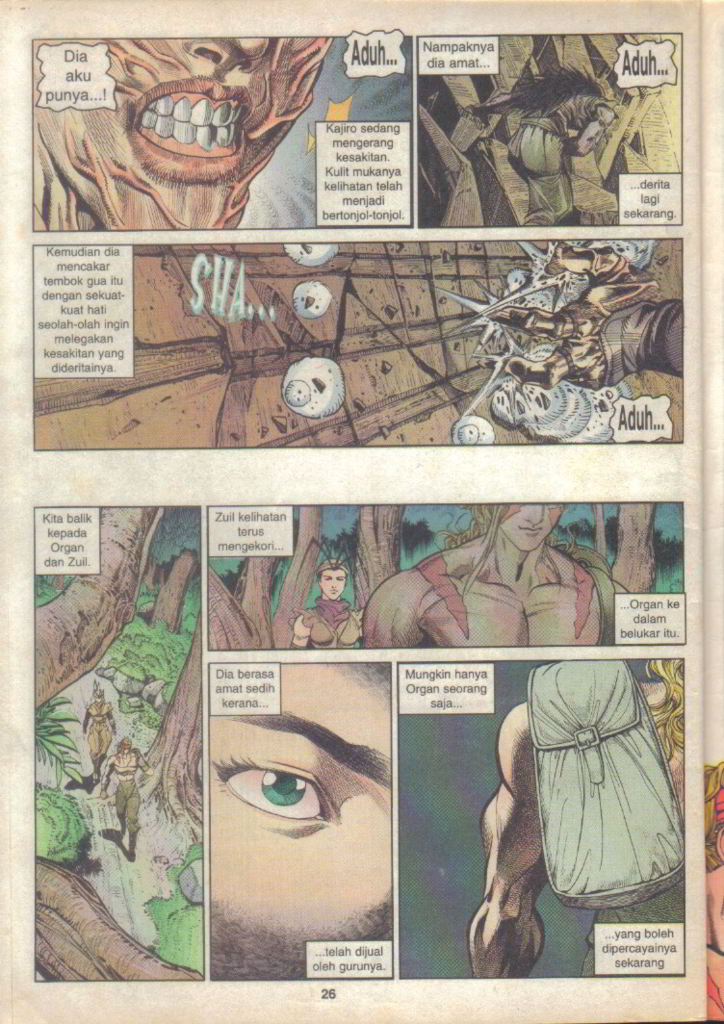 Dia
aku
punya...!
Aduh...
Kajiro sedang
mengerang
kesakitan.
Kulit mukanya
kelihatan telah
menjadi
bertonjol-tonjol.
Nampaknya
dia amat...
Aduh...
...derita
lagi
sekarang.
Kemudian dia
mencakar
tembok gua itu
dengan sekuat-
kuat hati
seolah-olah ingin
melegakan
kesakitan yang
dideritainya.
SHA...
Aduh...
Kita balik
kepada
Organ
dan Zuil.
Zuil kelihatan
terus
mengekori...
...Organ ke
dalam
belukar itu.
Dia berasa
amat sedih
kerana...
...telah dijual
oleh gurunya.
Mungkin hanya
Organ seorang
saja...
...yang boleh
dipercayainya
sekarang
26